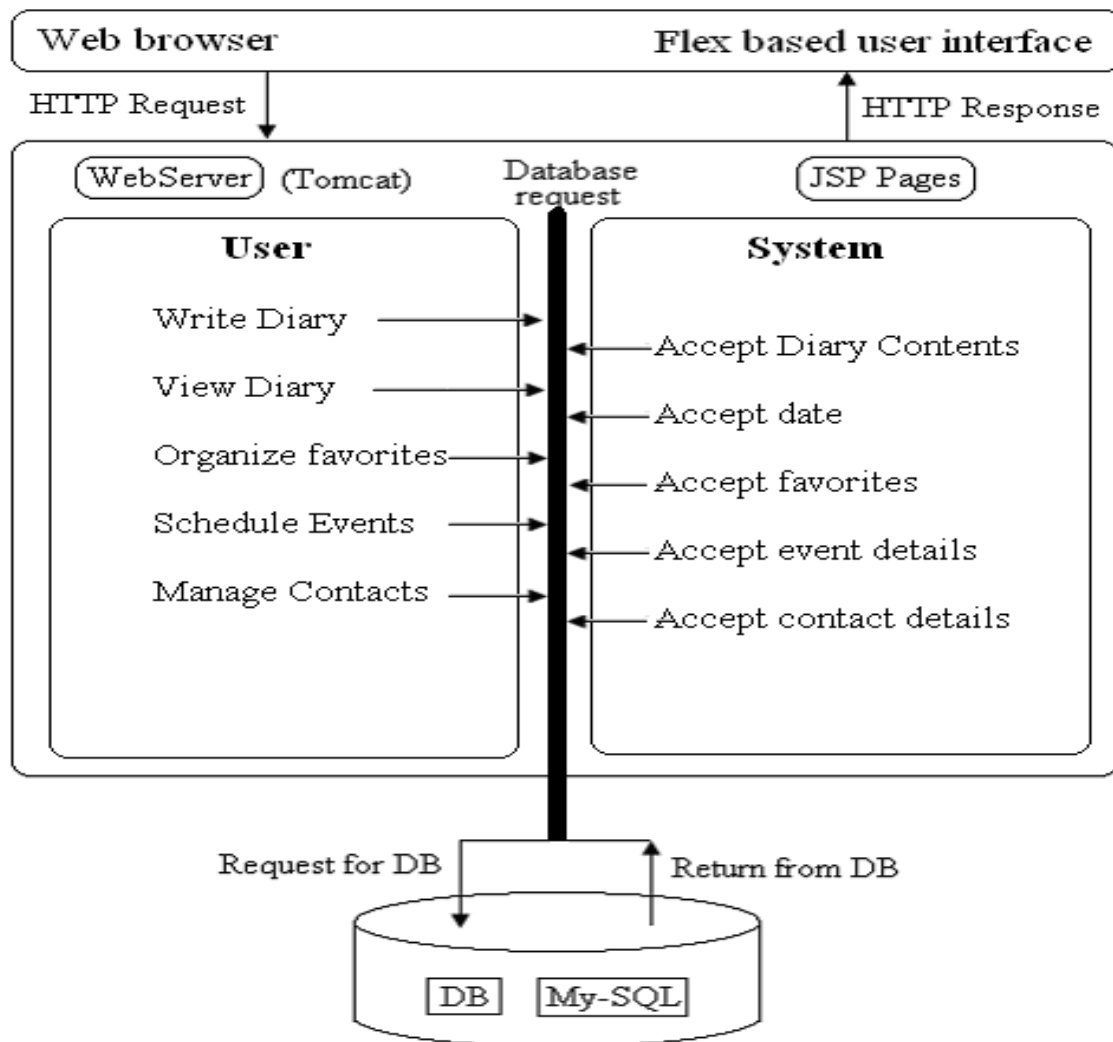 Web browser
Flex based user interface
HTTP Request
HTTP Response
WebServer
(Tomcat)
Database
request
JSP Pages
User
System
Write Diary
Accept Diary Contents
View Diary
Accept date
Organize favorites
Accept favorites
Schedule Events
Accept event details
Manage Contacts
Accept contact details
Request for DB
Return from DB
DB
My-SQL